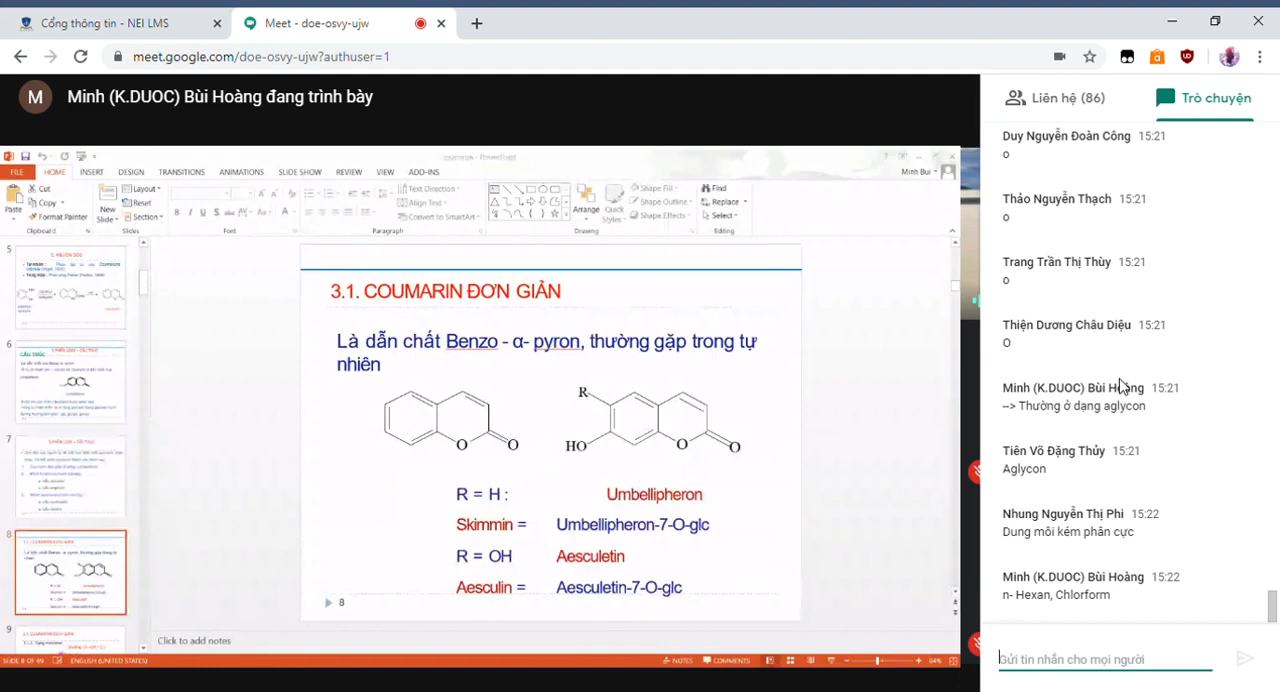 Cổng thông tin - NEI LMS
Meet - doe-osvy-ujw
meet.google.com/doe-osvy-ujw?authuser=1
M
Minh (K.DUOC) Bùi Hoàng đang trình bày
Liên hệ (86)
Trò chuyện
FILE HOME INSERT DESIGN TRANSITIONS ANIMATIONS SLIDE SHOW REVIEW VIEW ADD-INS
Minh Bui
Paste
Cut
Copy
Format Painter
Clipboard
New
Slide
Layout
Reset
Section
Slides
Font
Text Direction
Align Text
Convert to SmartArt
Paragraph
Arrange
Quick
Styles
Shape Fill
Shape Outline
Shape Effects
Drawing
Find
Replace
Select
Editing
5
6
7
8
9
3.1. COUMARIN ĐƠN GIẢN
Là dẫn chất Benzo - α- pyron, thường gặp trong tự
nhiên
O
O
R
HO
O
O
R = H : Umbellipheron
Skimmin = Umbellipheron-7-O-glc
R = OH Aesculetin
Aesculin = Aesculetin-7-O-glc
8
Click to add notes
SLIDE 8 OF 49 ENGLISH (UNITED STATES)
NOTES COMMENTS
Duy Nguyễn Đoàn Công 15:21
o
Thảo Nguyễn Thạch 15:21
o
Trang Trần Thị Thùy 15:21
o
Thiện Dương Châu Diệu 15:21
O
Minh (K.DUOC) Bùi Hoàng 15:21
--> Thường ở dạng aglycon
Tiên Võ Đặng Thủy 15:21
Aglycon
Nhung Nguyễn Thị Phi 15:22
Dung môi kém phân cực
Minh (K.DUOC) Bùi Hoàng 15:22
n- Hexan, Chlorform
Gửi tin nhắn cho mọi người